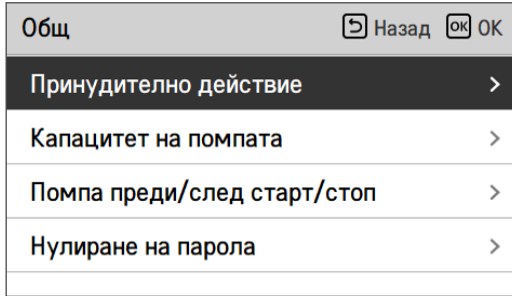 Общ Назад OK OK
Принудително действие
Капацитет на помпата
Помпа преди/след старт/стоп
Нулиране на парола